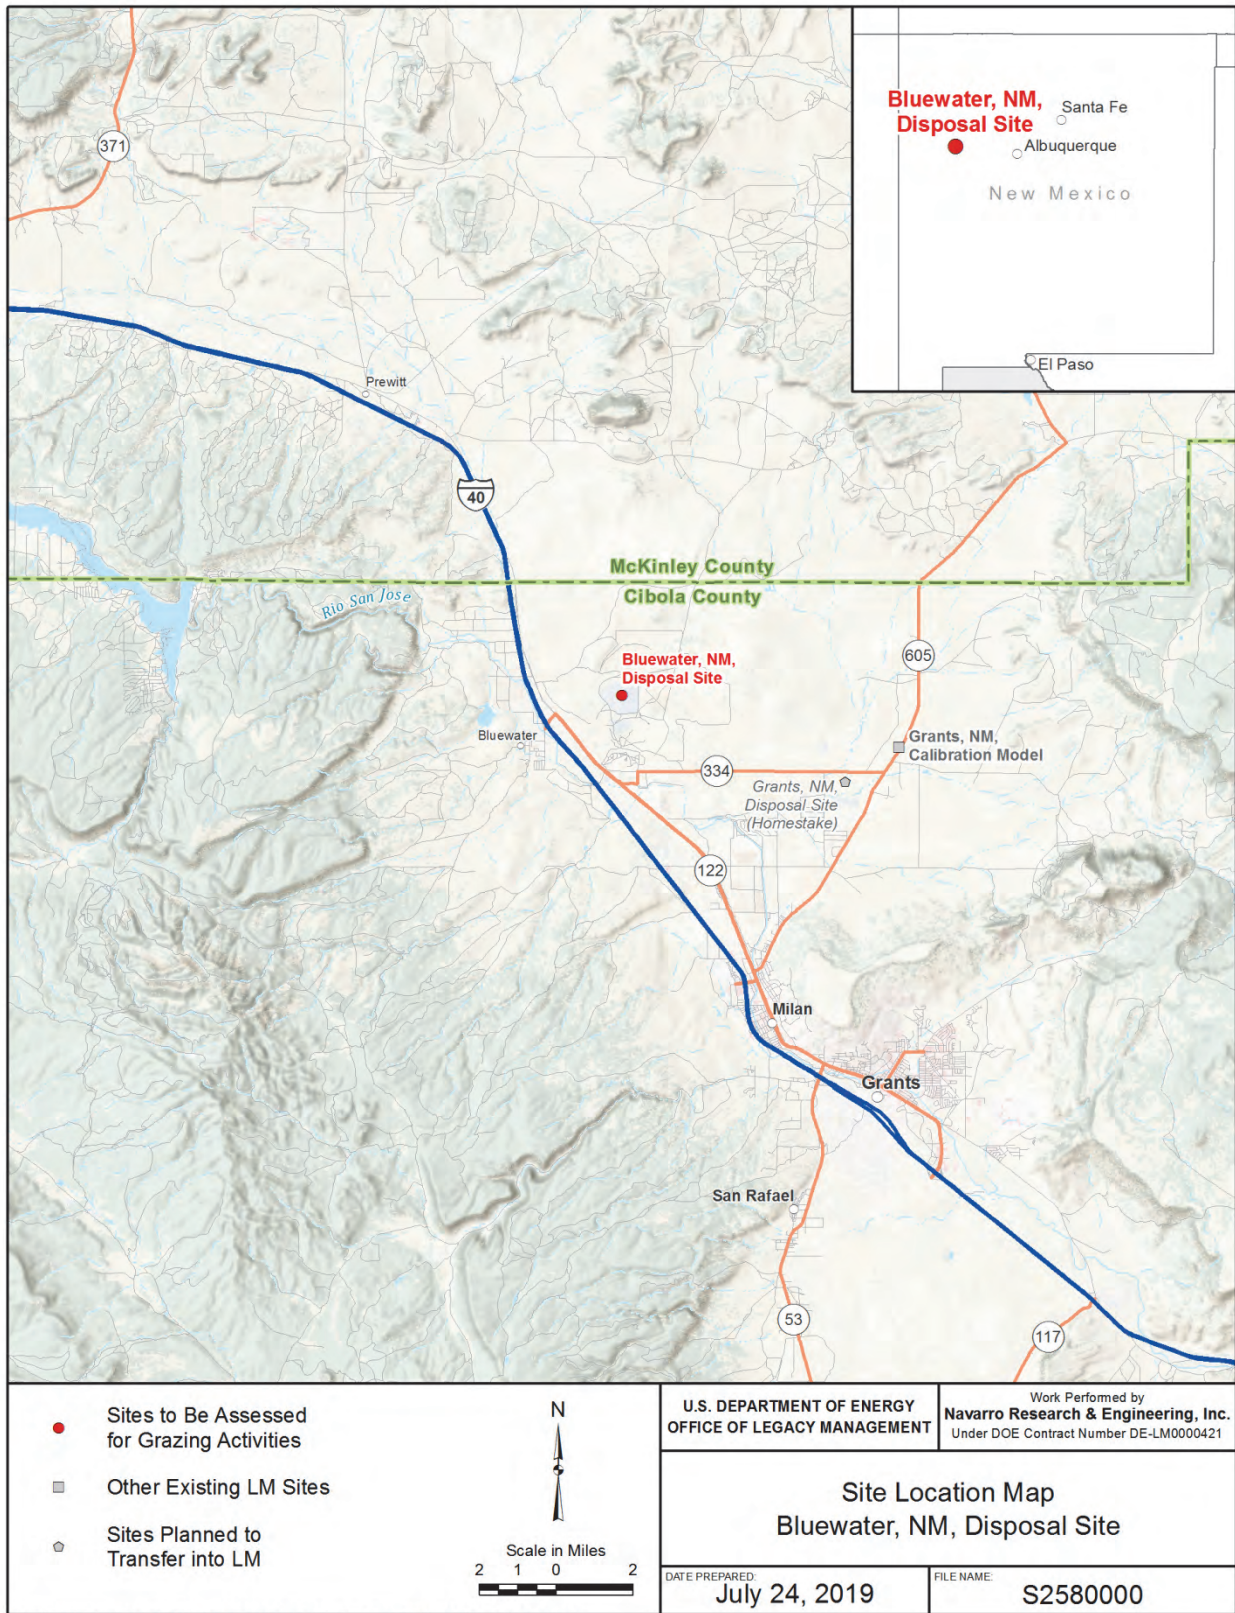 371
Bluewater, NM,
Disposal Site
Santa Fe
Albuquerque
New Mexico
El Paso
Prewitt
40
McKinley County
Cibola County
Rio San Jose
Bluewater, NM,
Disposal Site
605
Bluewater
Grants, NM,
Calibration Model
334
Grants, NM,
Disposal Site
(Homestake)
122
Milan
Grants
San Rafael
53
117
Sites to Be Assessed
for Grazing Activities
Other Existing LM Sites
Sites Planned to
Transfer into LM
N
Scale in Miles
2 1 0 2
U.S. DEPARTMENT OF ENERGY
OFFICE OF LEGACY MANAGEMENT
Work Performed by
Navarro Research & Engineering, Inc.
Under DOE Contract Number DE-LM0000421
Site Location Map
Bluewater, NM, Disposal Site
DATE PREPARED:
July 24, 2019
FILE NAME:
S2580000